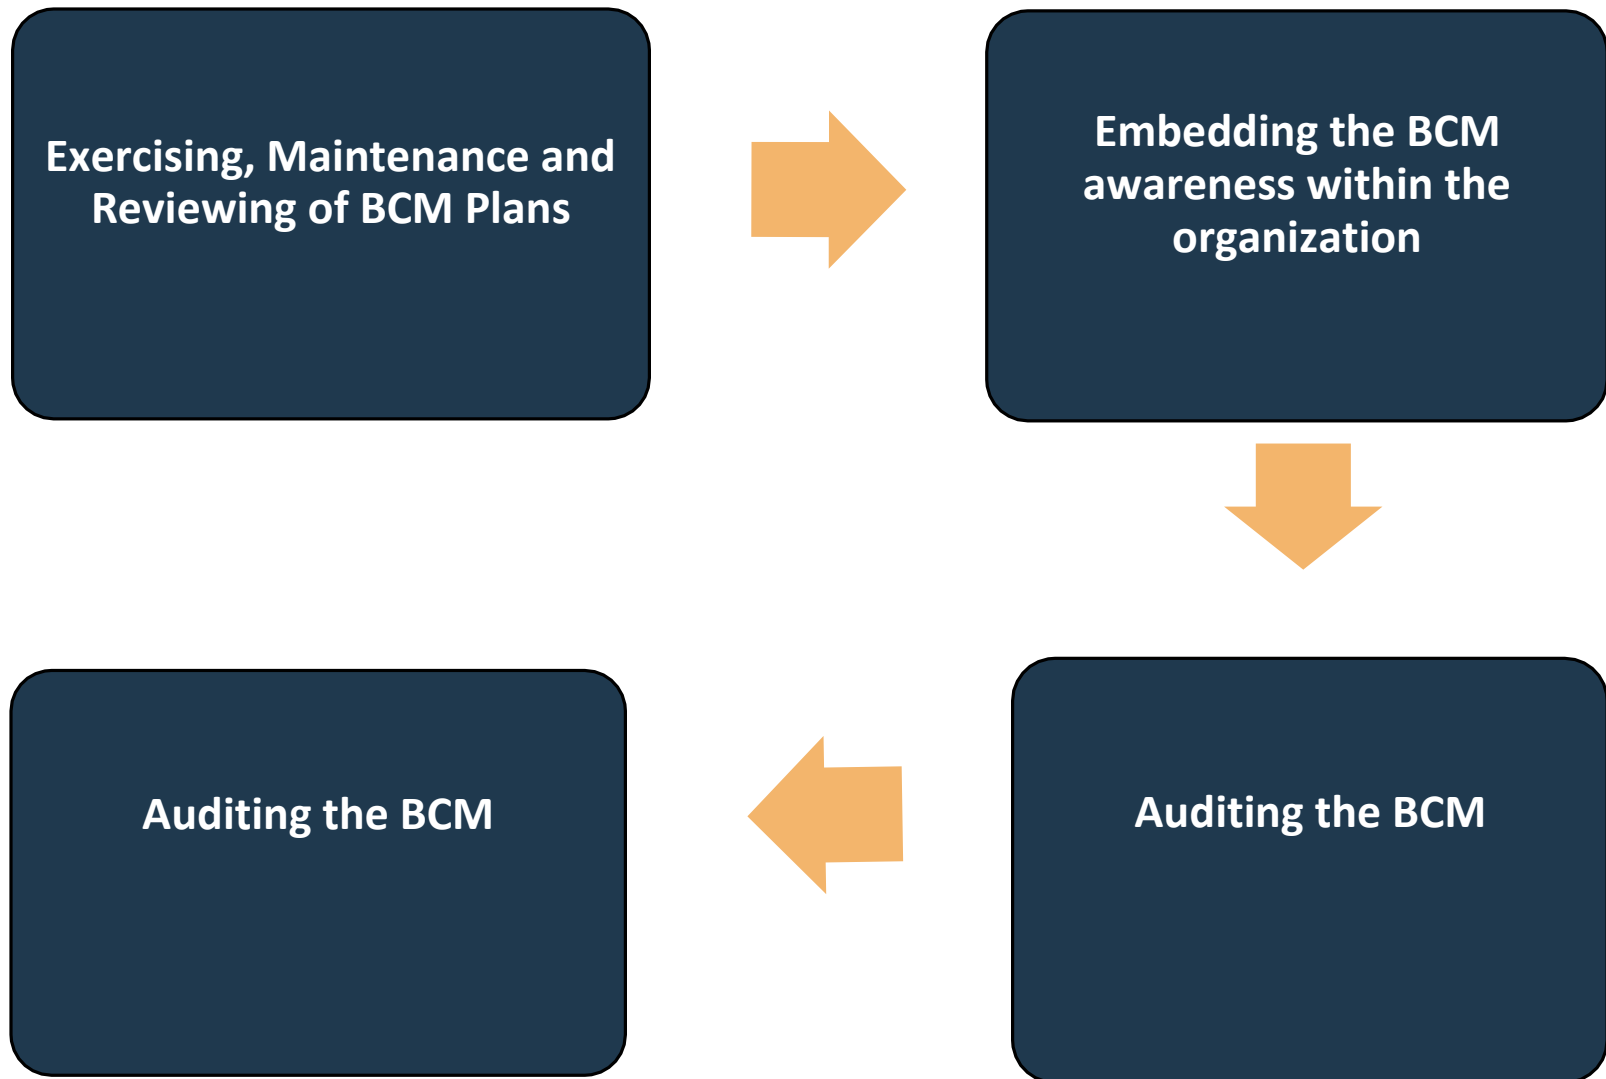 Exercising, Maintenance and
Reviewing of BCM Plans
Embedding the BCM
awareness within the
organization
Auditing the BCM
Auditing the BCM